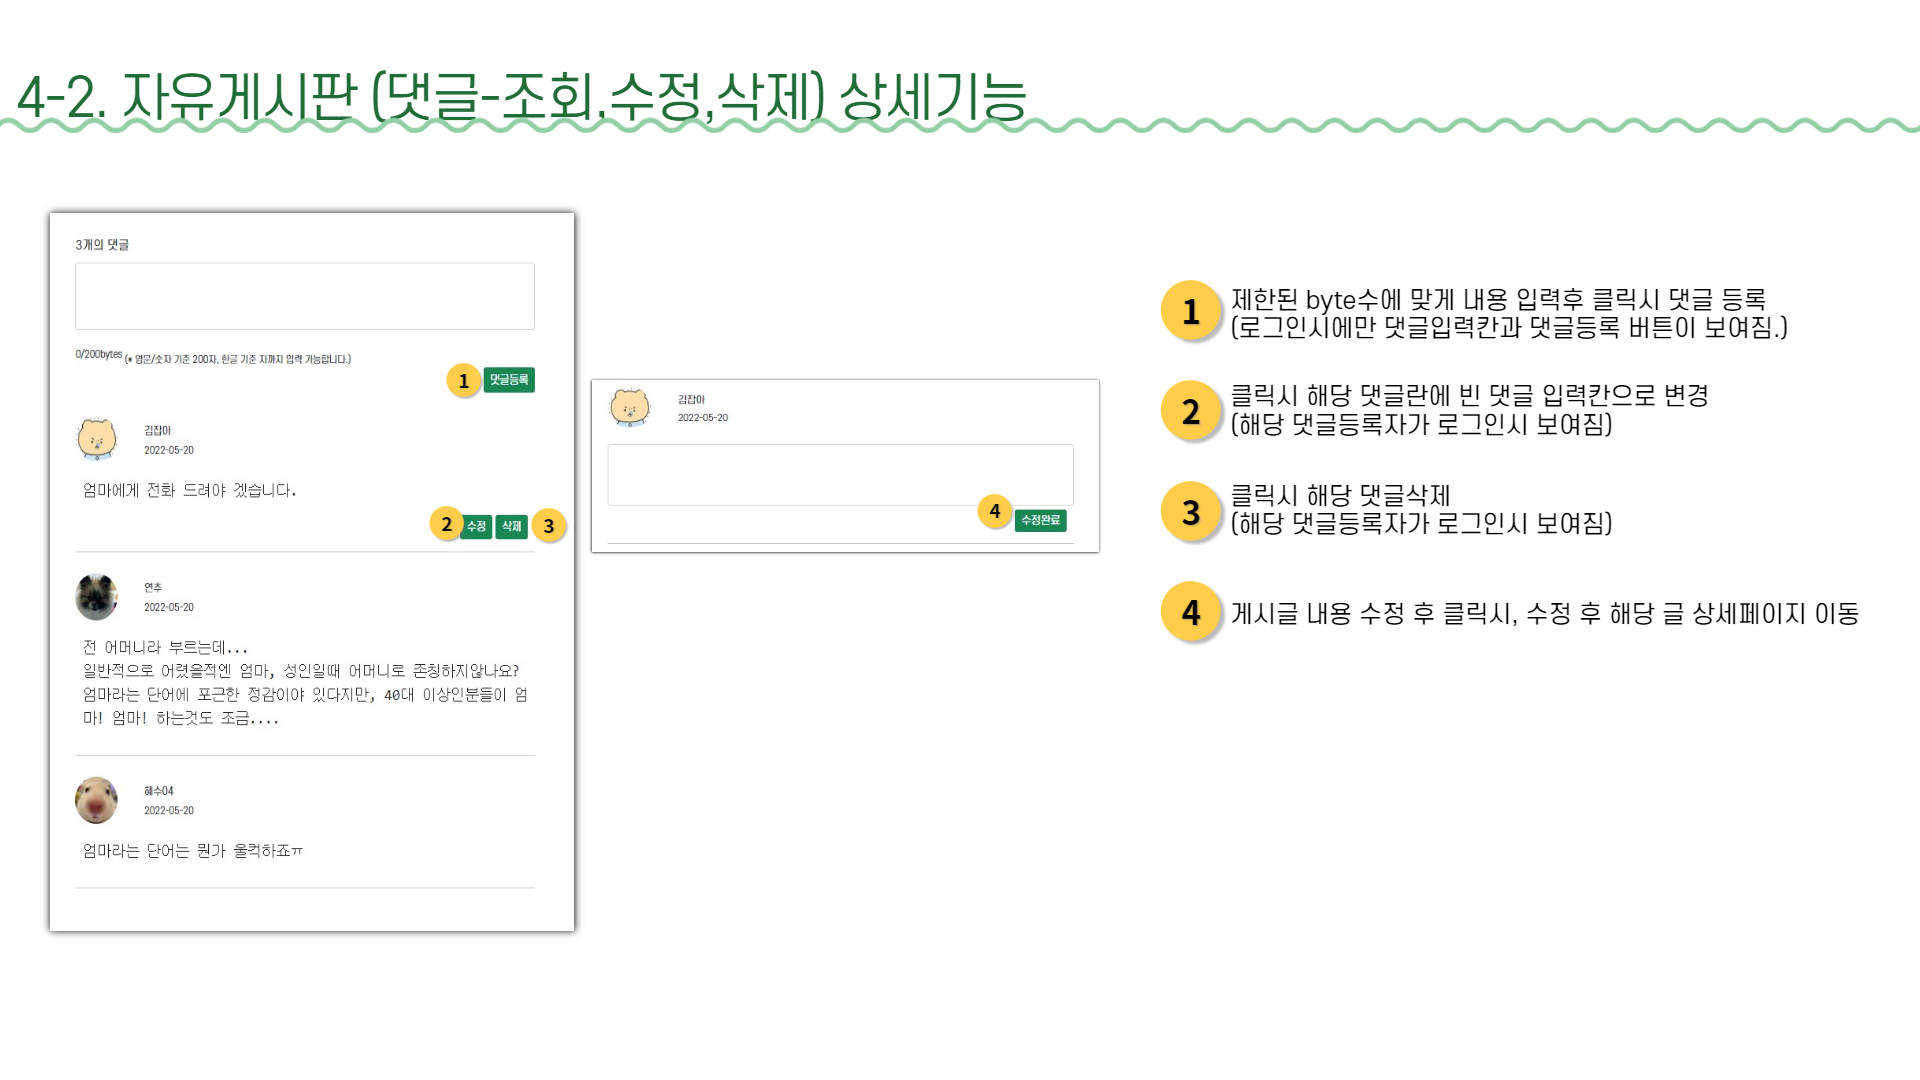 4-2. 자유게시판 (댓글-조회,수정,삭제) 상세기능
3개의 댓글
0/200bytes (* 영문/숫자 기준 200자, 한글 기준 자까지 입력 가능합니다.)
1 댓글등록
김잡아
2022-05-20
엄마에게 전화 드려야 겠습니다.
2 수정 삭제 3
연추
2022-05-20
전 어머니라 부르는데...
일반적으로 어렸을적엔 엄마, 성인일때 어머니로 존칭하지않나요?
엄마라는 단어에 포근한 정감이야 있다지만, 40대 이상인분들이 엄
마! 엄마! 하는것도 조금....
혜수04
2022-05-20
엄마라는 단어는 뭔가 울컥하죠ㅠ
김잡아
2022-05-20
4 수정완료
1 제한된 byte수에 맞게 내용 입력후 클릭시 댓글 등록
(로그인시에만 댓글입력칸과 댓글등록 버튼이 보여짐.)
2 클릭시 해당 댓글란에 빈 댓글 입력칸으로 변경
(해당 댓글등록자가 로그인시 보여짐)
3 클릭시 해당 댓글삭제
(해당 댓글등록자가 로그인시 보여짐)
4 게시글 내용 수정 후 클릭시, 수정 후 해당 글 상세페이지 이동